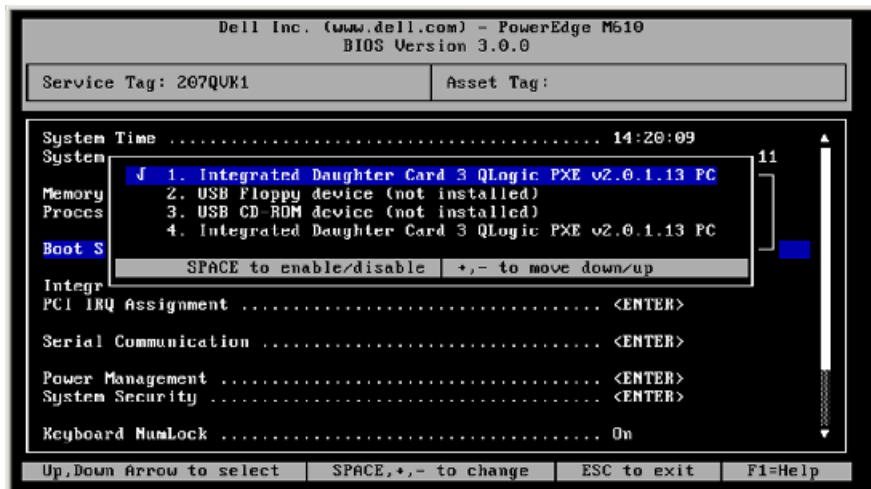 Dell Inc. (www.dell.com) - PowerEdge M610
BIOS Version 3.0.0
Service Tag: 207QVK1
Asset Tag:
System Time ...................................... 14:20:09
System
11
√ 1. Integrated Daughter Card 3 QLogic PXE v2.0.1.13 PC
Memory
2. USB Floppy device (not installed)
Proces
3. USB CD-ROM device (not installed)
4. Integrated Daughter Card 3 QLogic PXE v2.0.1.13 PC
Boot S
SPACE to enable/disable
+,- to move down/up
Integr
PCI IRQ Assignment ................................ <ENTER>
Serial Communication .............................. <ENTER>
Power Management .................................. <ENTER>
System Security ................................... <ENTER>
Keyboard NumLock .................................. On
Up,Down Arrow to select
SPACE,+,- to change
ESC to exit
F1=Help